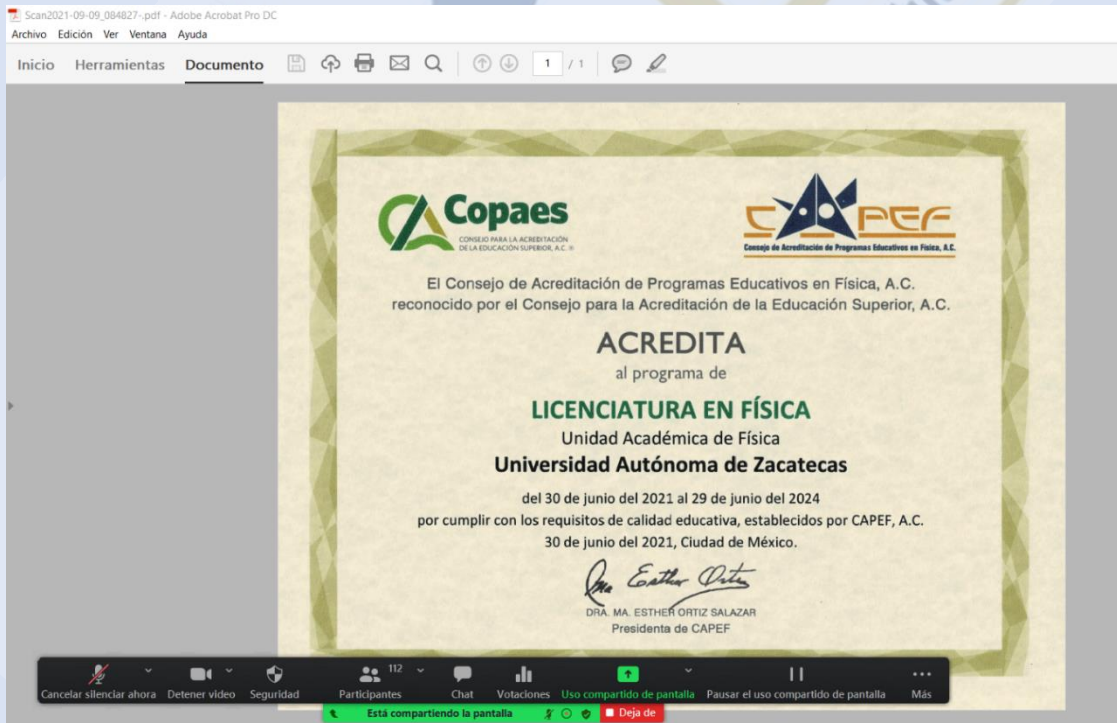 Scan2021-09-09_084827-.pdf - Adobe Acrobat Pro DC
Archivo Edición Ver Ventana Ayuda
Inicio Herramientas Documento 1 / 1
Copaes
CONSEJO PARA LA ACREDITACIÓN
DE LA EDUCACIÓN SUPERIOR, A.C. ®
CAPEF
Consejo de Acreditación de Programas Educativos en Física, A.C.
El Consejo de Acreditación de Programas Educativos en Física, A.C.
reconocido por el Consejo para la Acreditación de la Educación Superior, A.C.
ACREDITA
al programa de
LICENCIATURA EN FÍSICA
Unidad Académica de Física
Universidad Autónoma de Zacatecas
del 30 de junio del 2021 al 29 de junio del 2024
por cumplir con los requisitos de calidad educativa, establecidos por CAPEF, A.C.
30 de junio del 2021, Ciudad de México.
Ma Esther Ortiz
DRA. MA. ESTHER ORTIZ SALAZAR
Presidenta de CAPEF
112
Cancelar silenciar ahora Detener video Seguridad Participantes Chat Votaciones Uso compartido de pantalla Pausar el uso compartido de pantalla Más
Está compartiendo la pantalla Deja de